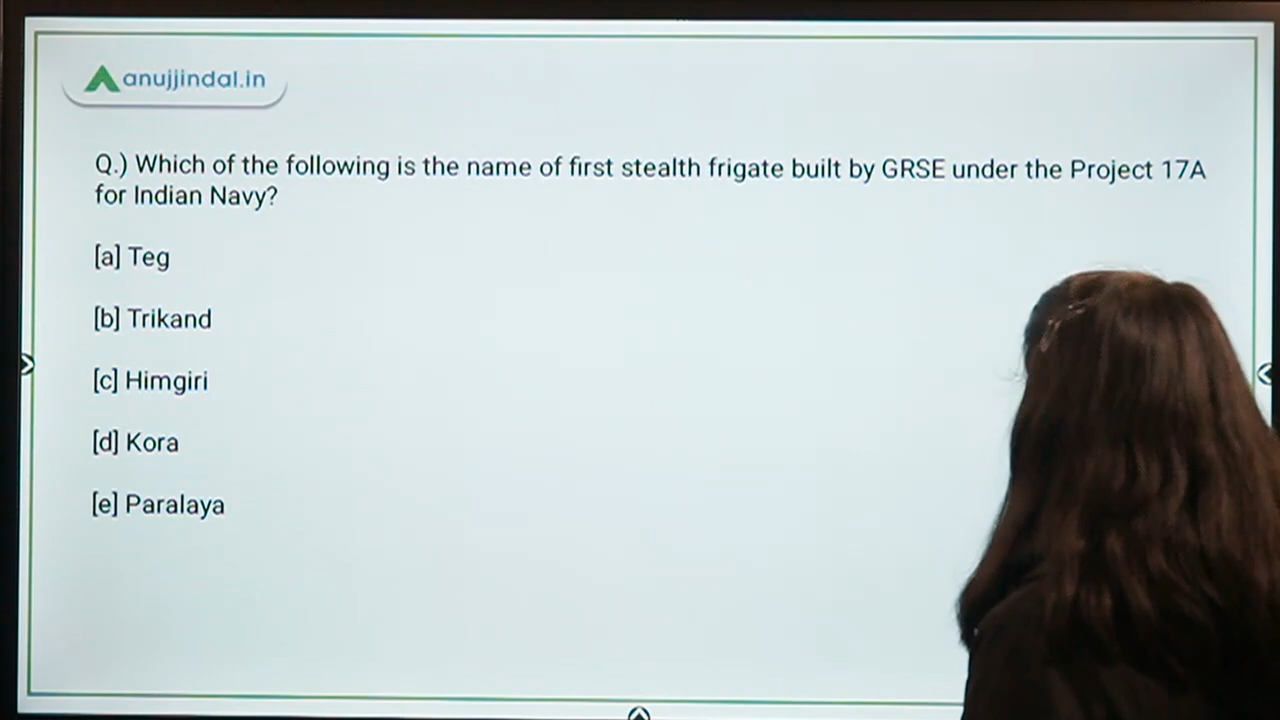 anujjindal.in
Q.) Which of the following is the name of first stealth frigate built by GRSE under the Project 17A
for Indian Navy?
[a] Teg
[b] Trikand
[c] Himgiri
[d] Kora
[e] Paralaya